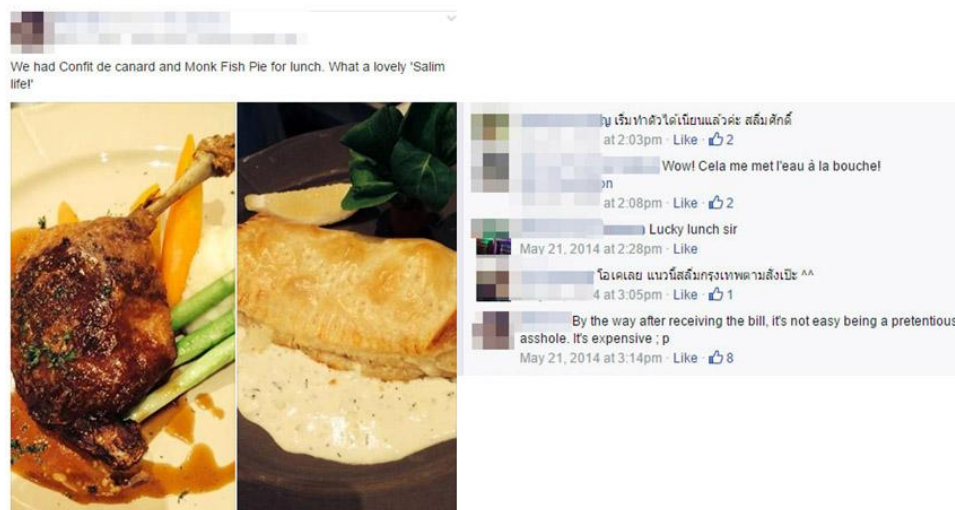 We had Confit de canard and Monk Fish Pie for lunch. What a lovely 'Salim
life!'
ญ เริ่มทำตัวได้เนียนแล้วค่ะ สลิ่มศักดิ์
at 2:03pm · Like · 2
Wow! Cela me met l'eau à la bouche!
on
at 2:08pm · Like · 2
Lucky lunch sir
May 21, 2014 at 2:28pm · Like
โอเคเลย แนวนี้สลิ่มกรุงเทพตามสั่งเป๊ะ ^^
4 at 3:05pm · Like · 1
By the way after receiving the bill, it's not easy being a pretentious
asshole. It's expensive ; p
May 21, 2014 at 3:14pm · Like · 8